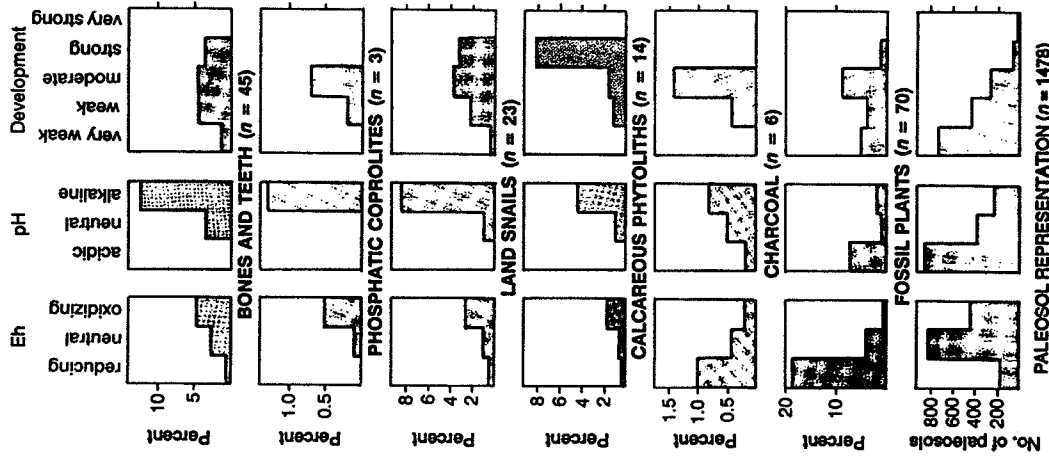 Eh
pH
Development
reducing
neutral
oxidizing
acidic
neutral
alkaline
very weak
weak
moderate
strong
very strong
Percent
10
5
BONES AND TEETH (n = 45)
Percent
1.0
0.5
PHOSPHATIC COPROLITES (n = 3)
Percent
8
6
4
2
LAND SNAILS (n = 23)
Percent
8
6
4
2
CALCAREOUS PHYTOLITHS (n = 14)
Percent
1.5
1.0
0.5
CHARCOAL (n = 6)
Percent
20
10
FOSSIL PLANTS (n = 70)
No. of paleosols
800
600
400
200
PALEOSOL REPRESENTATION (n = 1478)